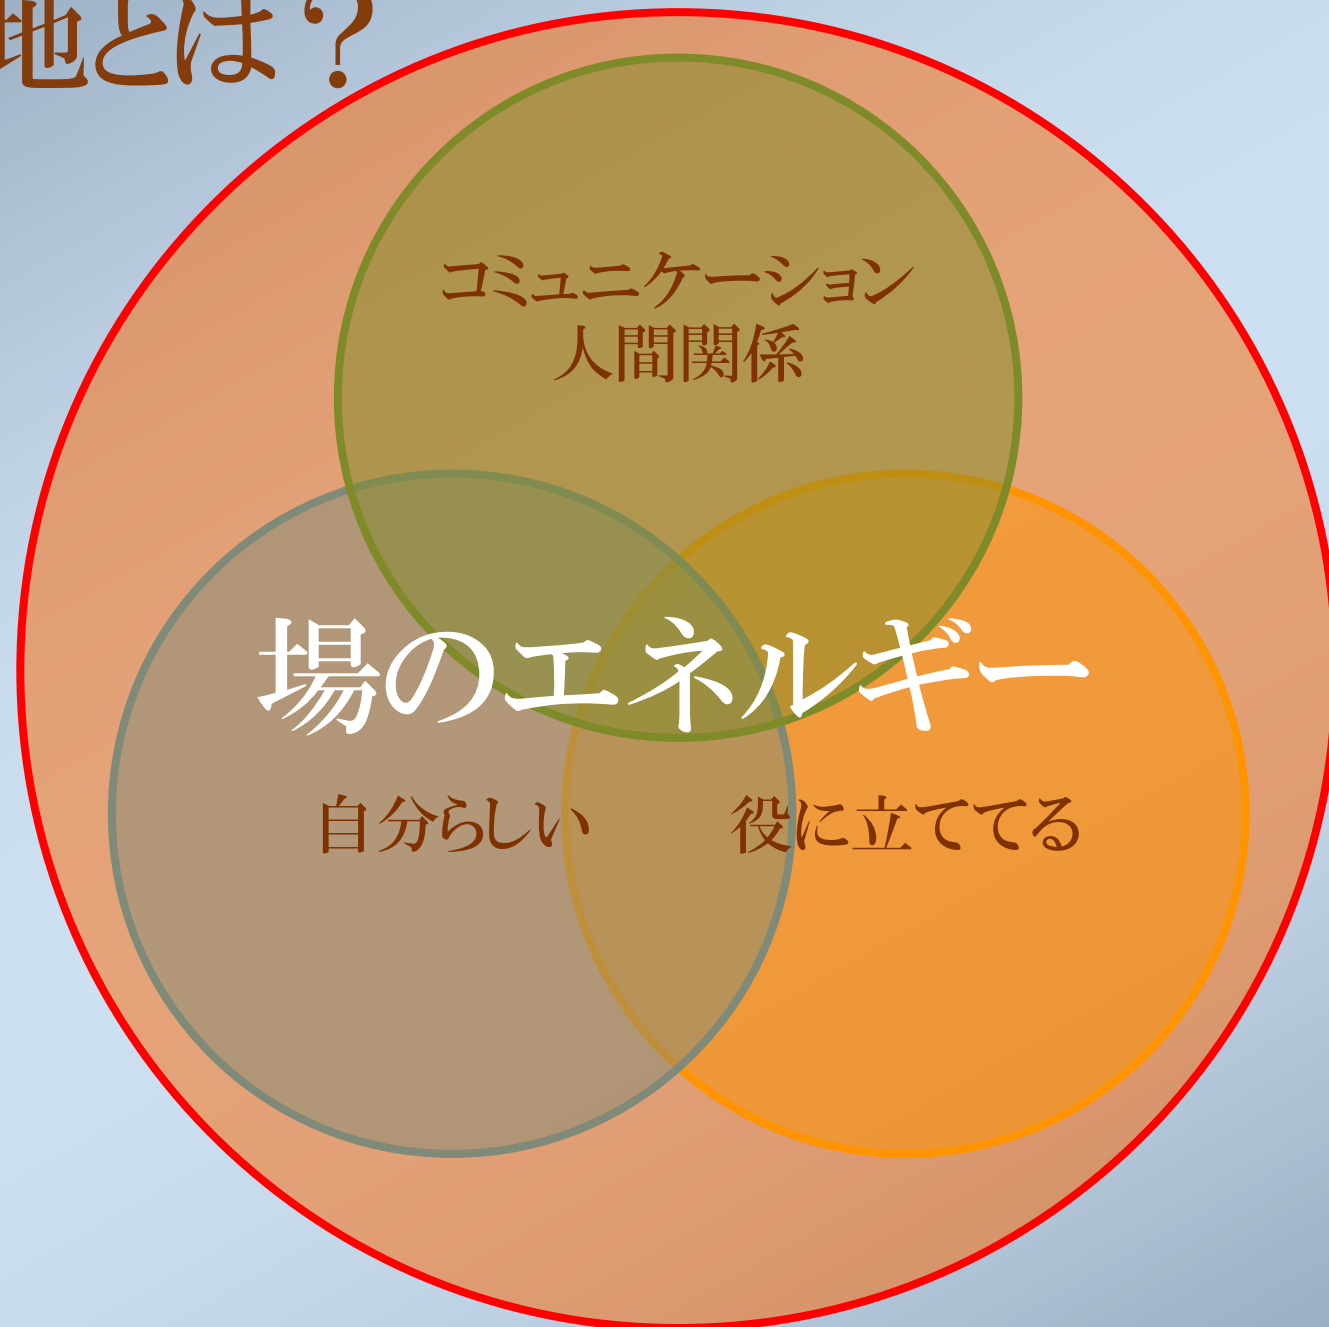 地とは？
コミュニケーション
人間関係
場のエネルギー
自分らしい
役に立ててる